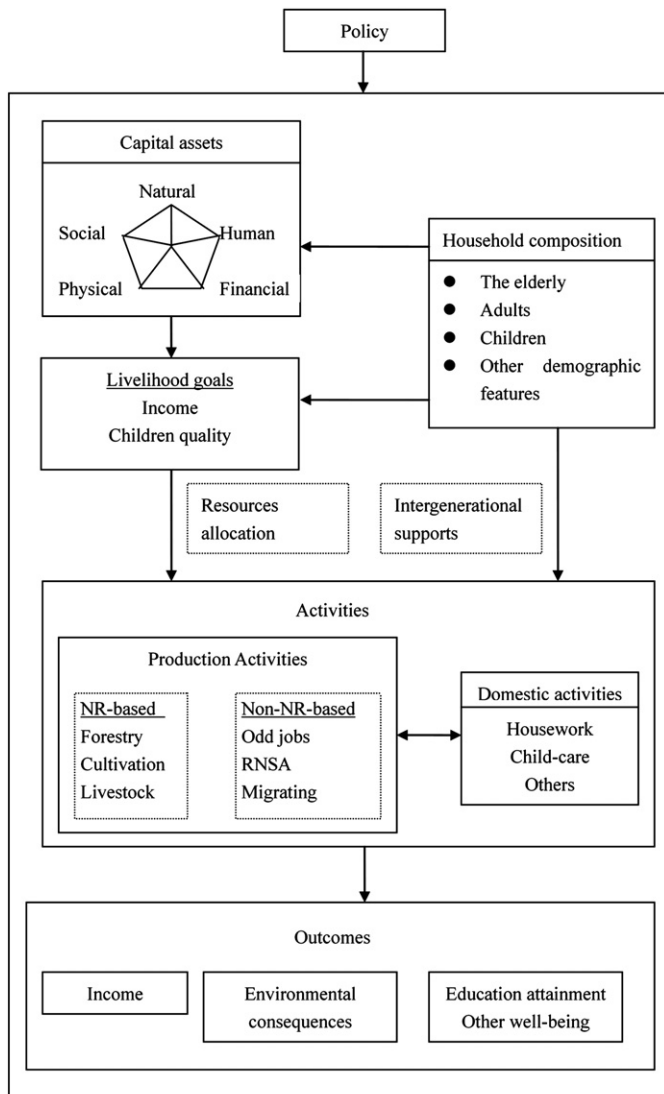 Policy
Capital assets
Natural
Social
Human
Physical
Financial
Household composition
● The elderly
● Adults
● Children
● Other demographic
features
Livelihood goals
Income
Children quality
Resources
allocation
Intergenerational
supports
Activities
Production Activities
NR-based
Forestry
Cultivation
Livestock
Non-NR-based
Odd jobs
RNSA
Migrating
Domestic activities
Housework
Child-care
Others
Outcomes
Income
Environmental
consequences
Education attainment
Other well-being